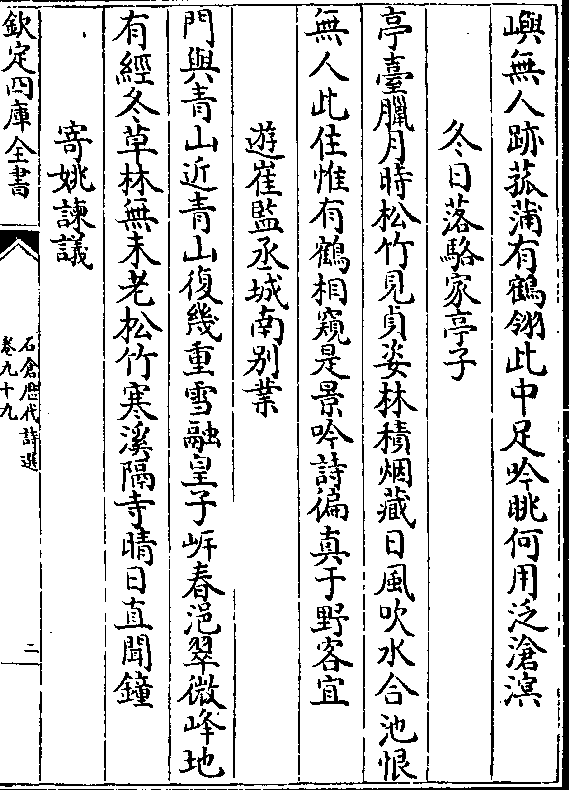 嶼無人跡菰蒲有鶴翎此中足吟眺何用泛滄溟
冬日落駱家亭子
亭臺臘月時松竹見貞姿林積烟藏日風吹水合池恨
無人此住惟有鶴相窺是景吟詩徧真于野客宜
遊崔監丞城南別業
門與青山近青山復幾重雪融皇子岸春浥翠微峰地
有經冬草林無未老松竹寒溪隔寺晴日直聞鐘
寄姚諫議
欽定四庫全書
石倉歴代詩選
卷九十九
二